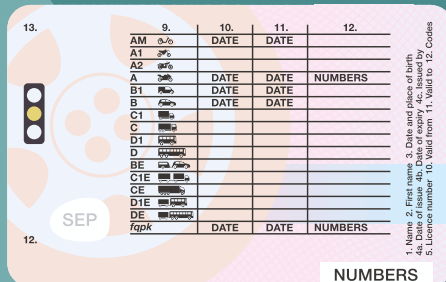 13.
9. 10. 11. 12.
AM DATE DATE
A1
A2
A DATE DATE NUMBERS
B1 DATE DATE
B DATE DATE
C1
C
D1
D
BE
C1E
CE
D1E
DE
fqpk DATE DATE NUMBERS
SEP
12.
NUMBERS
1. Name 2. First name 3. Date and place of birth
4a. Date of issue 4b. Date of expiry 4c. Issued by
5. Licence number 10. Valid from 11. Valid to 12. Codes